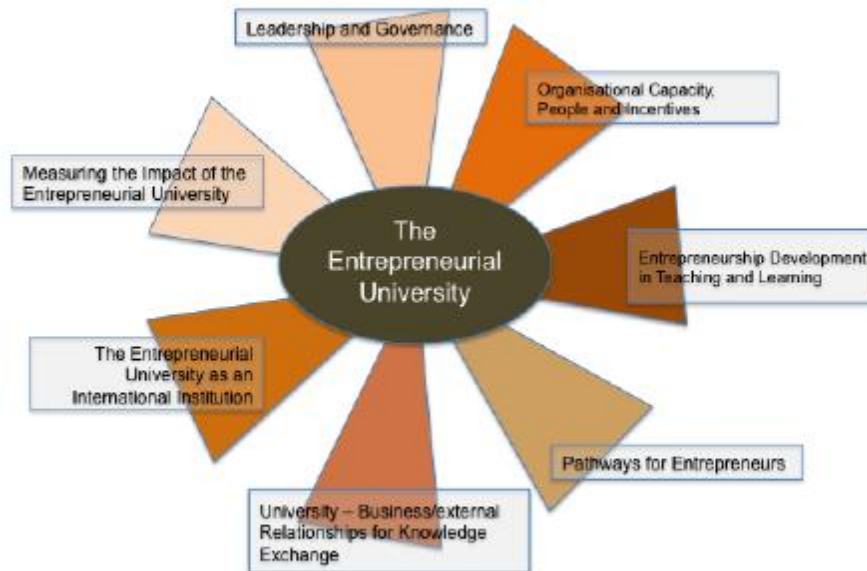 Leadership and Governance
Organisational Capacity,
People and Incentives
Measuring the Impact of the
Entrepreneurial University
The
Entrepreneurial
University
Entrepreneurship Development
in Teaching and Learning
The Entrepreneurial
University as an
International Institution
Pathways for Entrepreneurs
University – Business/external
Relationships for Knowledge
Exchange